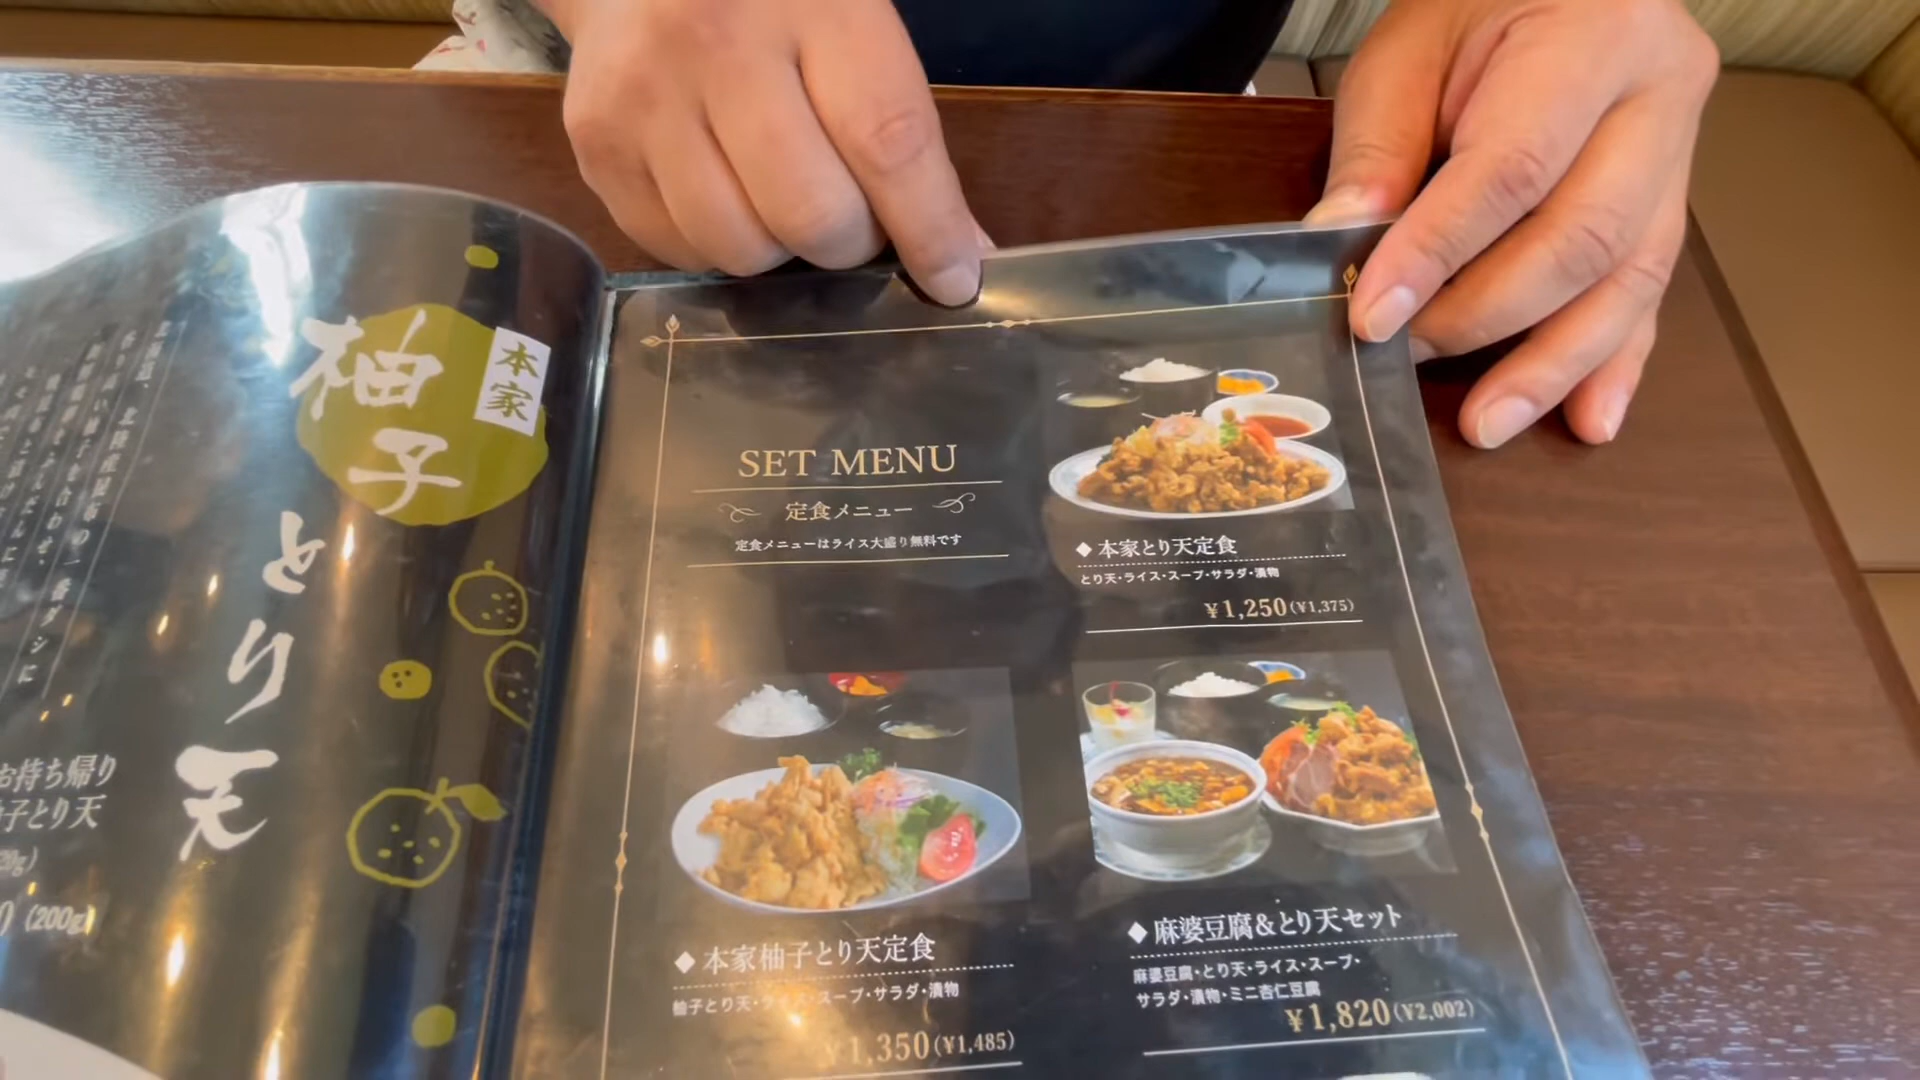 本家
柚子とり天
お持ち帰り
子とり天
(200g)
SET MENU
定食メニュー
定食メニューはライス大盛り無料です
◆本家とり天定食
とり天・ライス・スープ・サラダ・漬物
¥1,250(¥1,375)
◆本家柚子とり天定食
柚子とり天・ライス・スープ・サラダ・漬物
¥1,350(¥1,485)
◆麻婆豆腐&とり天セット
麻婆豆腐・とり天・ライス・スープ・
サラダ・漬物・ミニ杏仁豆腐
¥1,820(¥2,002)